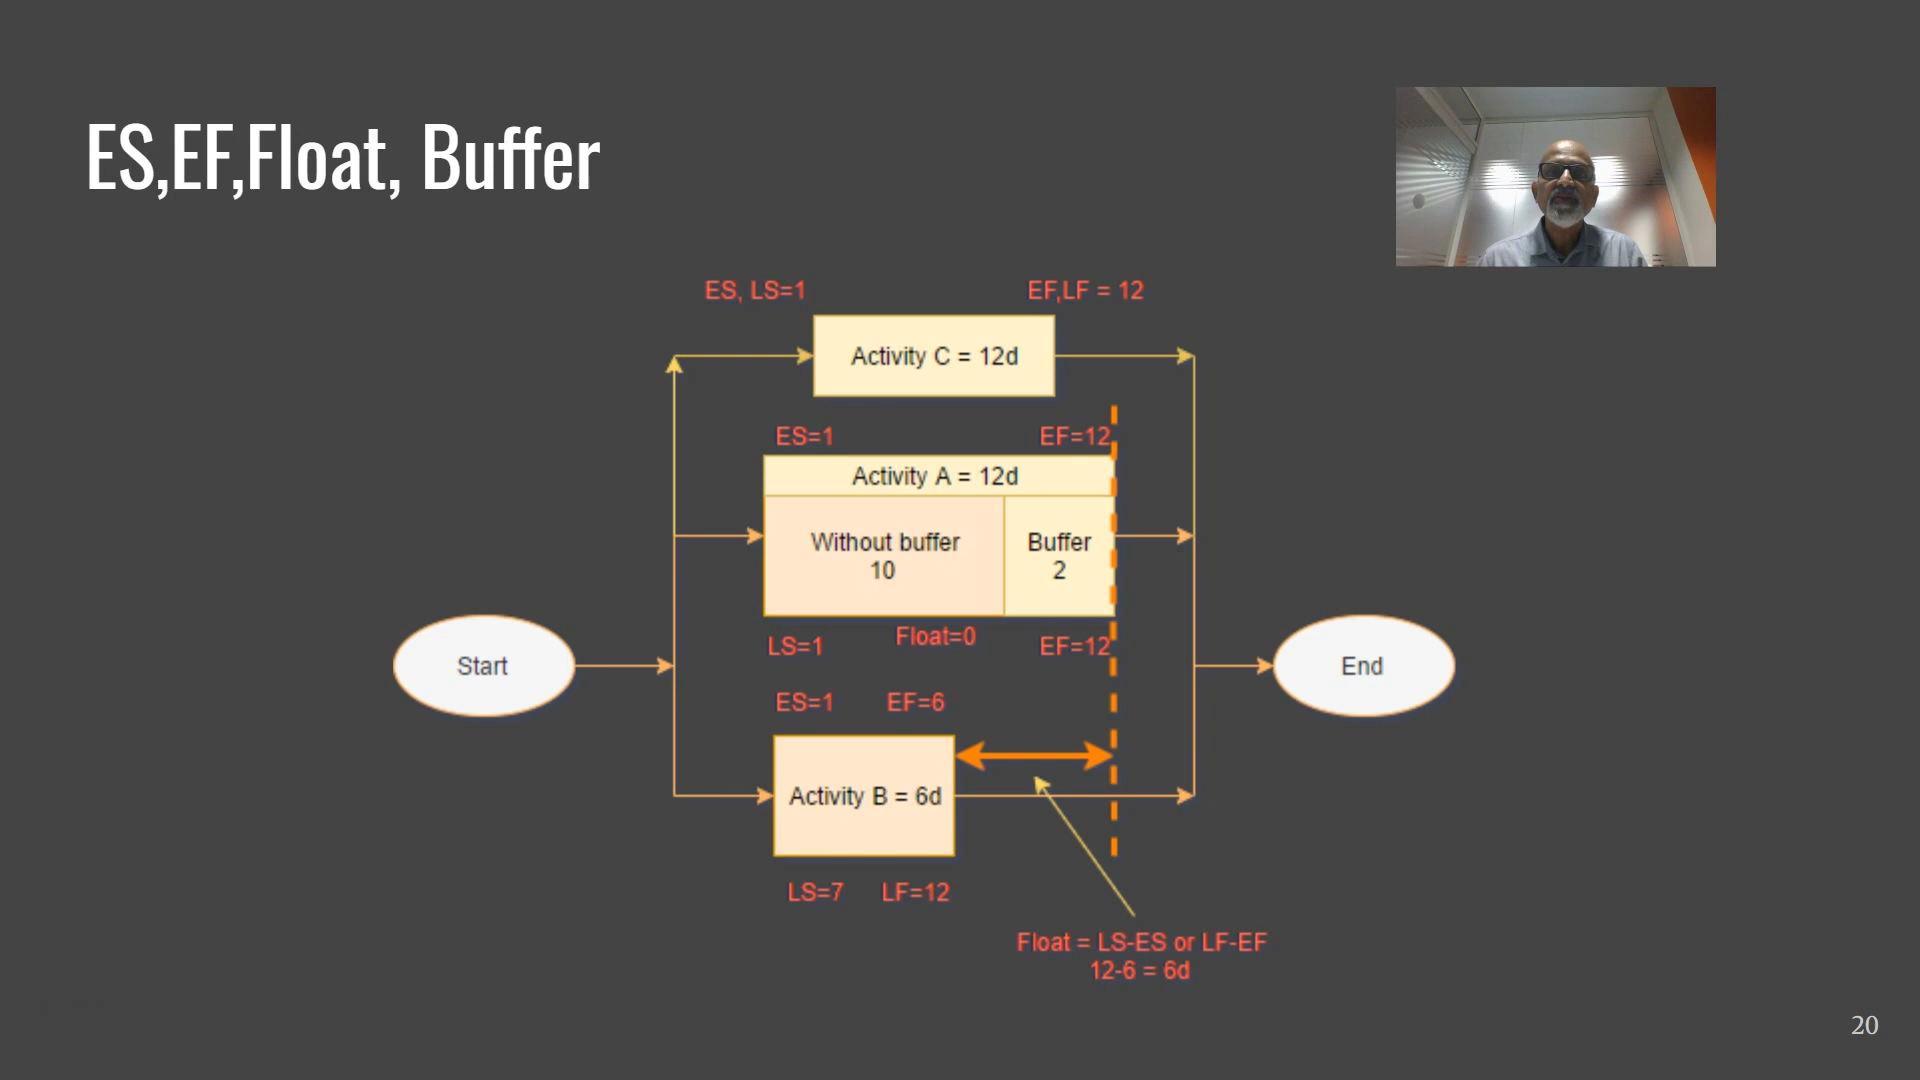 ES,EF,Float, Buffer
ES, LS=1
EF,LF = 12
Activity C = 12d
ES=1
EF=12
Activity A = 12d
Without buffer
10
Buffer
2
LS=1
Float=0
EF=12
Start
End
ES=1
EF=6
Activity B = 6d
LS=7
LF=12
Float = LS-ES or LF-EF
12-6 = 6d
20